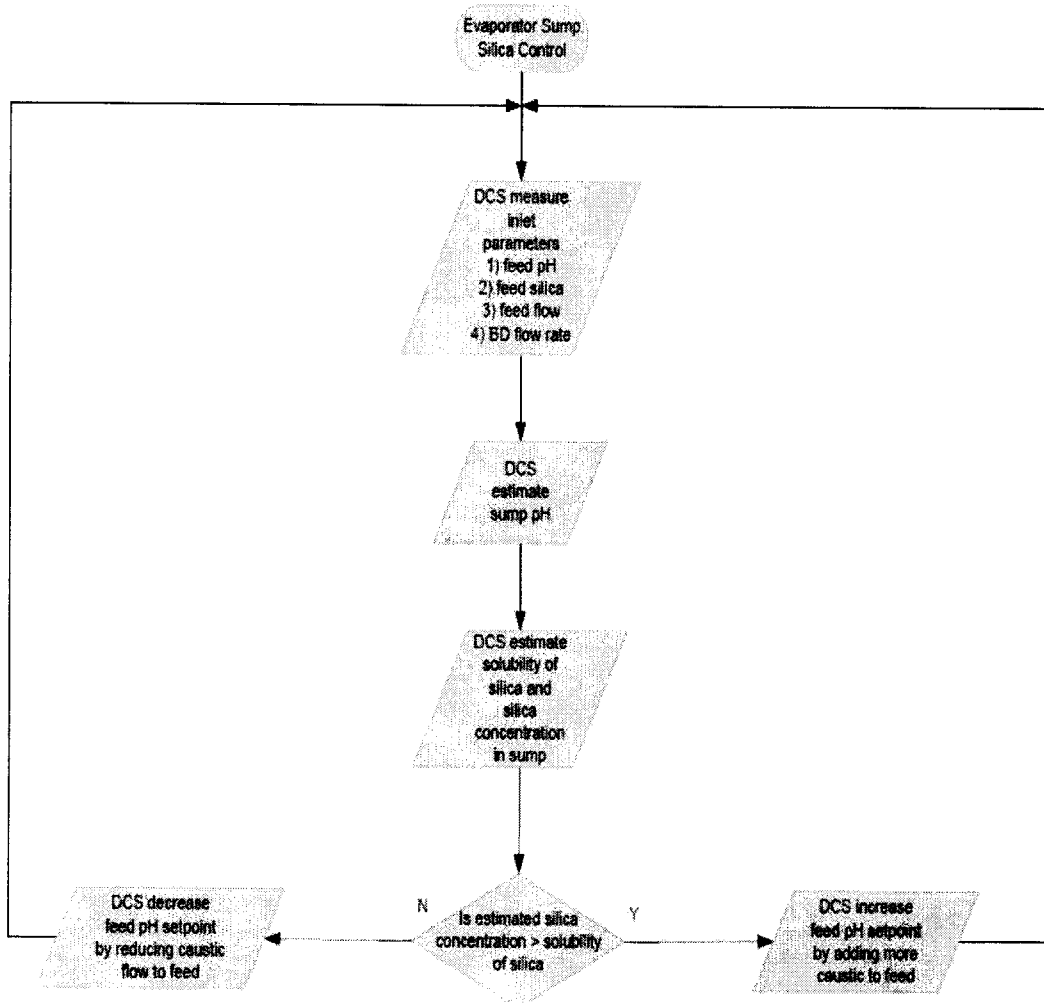 Evaporator Sump
Silica Control
DCS measure
inlet
parameters
1) feed pH
2) feed silica
3) feed flow
4) BD flow rate
DCS
estimate
sump pH
DCS estimate
solubility of
silica and
silica
concentration
in sump
N
Is estimated silica
concentration > solubility
of silica
Y
DCS decrease
feed pH setpoint
by reducing caustic
flow to feed
DCS increase
feed pH setpoint
by adding more
caustic to feed